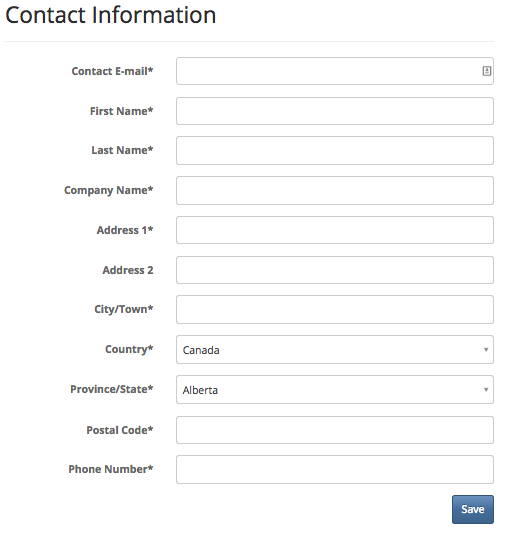 Contact Information
Contact E-mail*
First Name*
Last Name*
Company Name*
Address 1*
Address 2
City/Town*
Country* Canada
Province/State* Alberta
Postal Code*
Phone Number*
Save